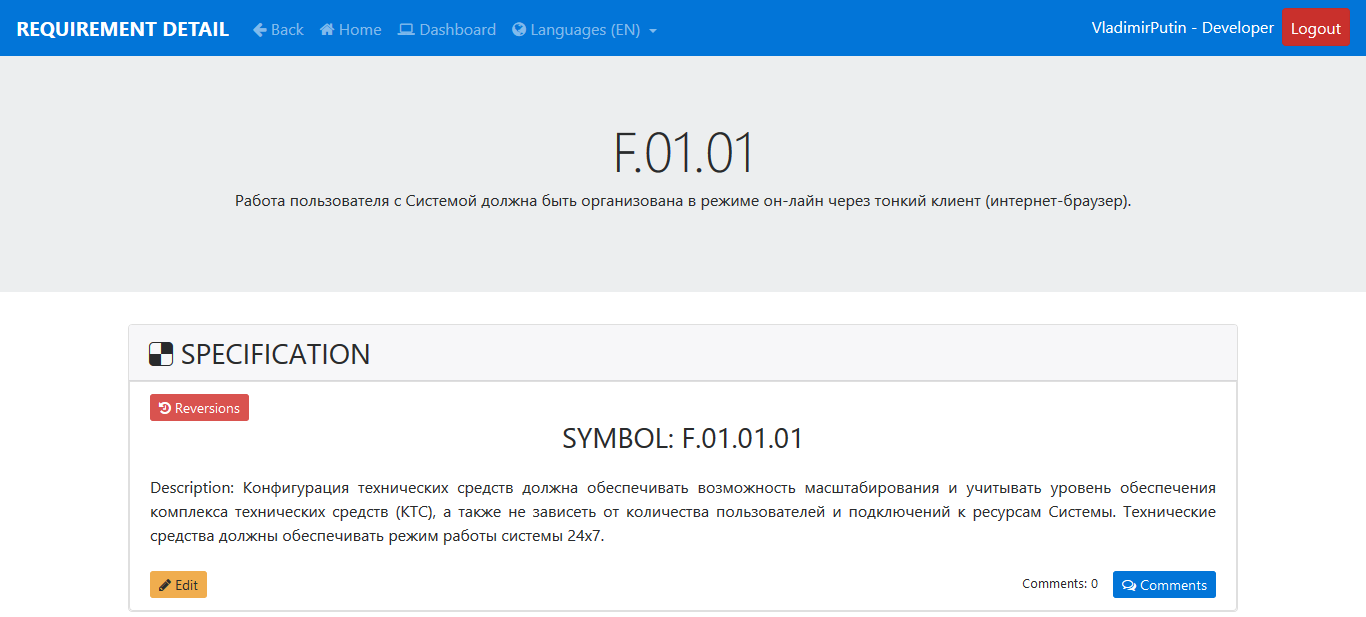 REQUIREMENT DETAIL Back Home Dashboard Languages (EN) VladimirPutin - Developer Logout
F.01.01
Работа пользователя с Системой должна быть организована в режиме он-лайн через тонкий клиент (интернет-браузер).
SPECIFICATION
Reversions
SYMBOL: F.01.01.01
Description: Конфигурация технических средств должна обеспечивать возможность масштабирования и учитывать уровень обеспечения
комплекса технических средств (КТС), а также не зависеть от количества пользователей и подключений к ресурсам Системы. Технические
средства должны обеспечивать режим работы системы 24х7.
Edit Comments: 0 Comments